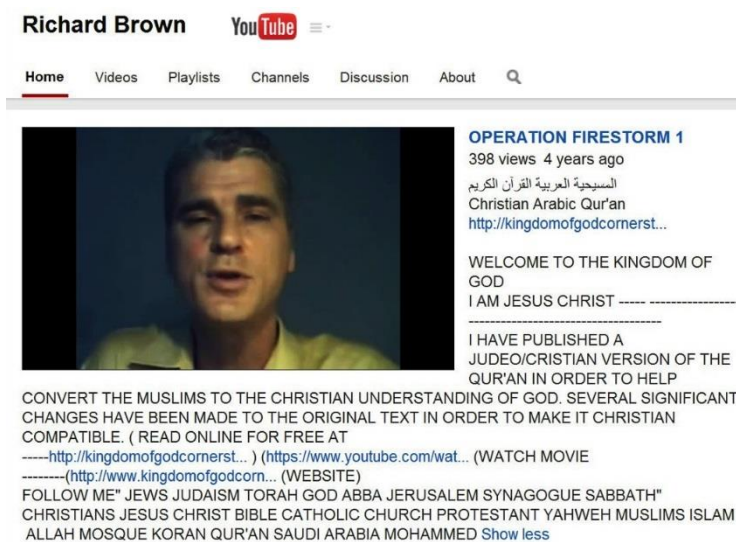 Richard Brown
YouTube
Home Videos Playlists Channels Discussion About
OPERATION FIRESTORM 1
398 views 4 years ago
المسيحية العربية القرآن الكريم
Christian Arabic Qur'an
http://kingdomofgodcornerst...
WELCOME TO THE KINGDOM OF
GOD
I AM JESUS CHRIST ----- -----------------
-------------------------------------
I HAVE PUBLISHED A
JUDEO/CRISTIAN VERSION OF THE
QUR'AN IN ORDER TO HELP
CONVERT THE MUSLIMS TO THE CHRISTIAN UNDERSTANDING OF GOD. SEVERAL SIGNIFICANT
CHANGES HAVE BEEN MADE TO THE ORIGINAL TEXT IN ORDER TO MAKE IT CHRISTIAN
COMPATIBLE. ( READ ONLINE FOR FREE AT
-----http://kingdomofgodcornerst... ) (https://www.youtube.com/wat... (WATCH MOVIE
--------(http://www.kingdomofgodcorn... (WEBSITE)
FOLLOW ME" JEWS JUDAISM TORAH GOD ABBA JERUSALEM SYNAGOGUE SABBATH"
CHRISTIANS JESUS CHRIST BIBLE CATHOLIC CHURCH PROTESTANT YAHWEH MUSLIMS ISLAM
ALLAH MOSQUE KORAN QUR'AN SAUDI ARABIA MOHAMMED Show less